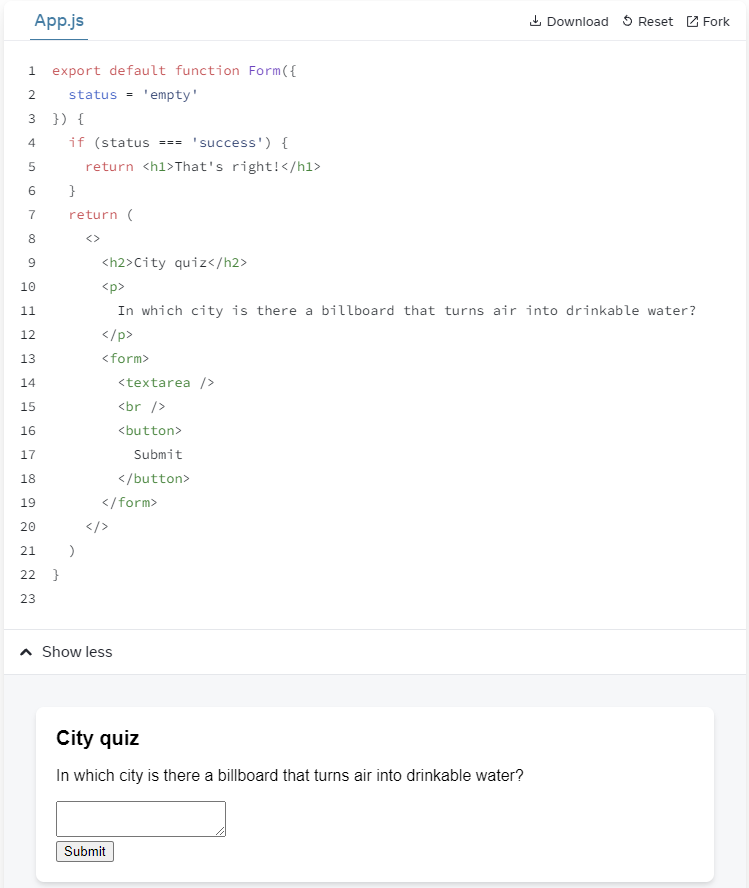 App.js
Download Reset Fork
1 export default function Form({
2   status = 'empty'
3 }) {
4   if (status === 'success') {
5     return <h1>That's right!</h1>
6   }
7   return (
8     <>
9       <h2>City quiz</h2>
10       <p>
11         In which city is there a billboard that turns air into drinkable water?
12       </p>
13       <form>
14         <textarea />
15         <br />
16         <button>
17           Submit
18         </button>
19       </form>
20     </>
21   )
22 }
23
Show less
City quiz
In which city is there a billboard that turns air into drinkable water?
Submit